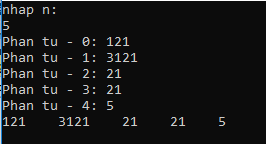 nhap n:
5
Phan tu - 0: 121
Phan tu - 1: 3121
Phan tu - 2: 21
Phan tu - 3: 21
Phan tu - 4: 5
121 3121 21 21 5